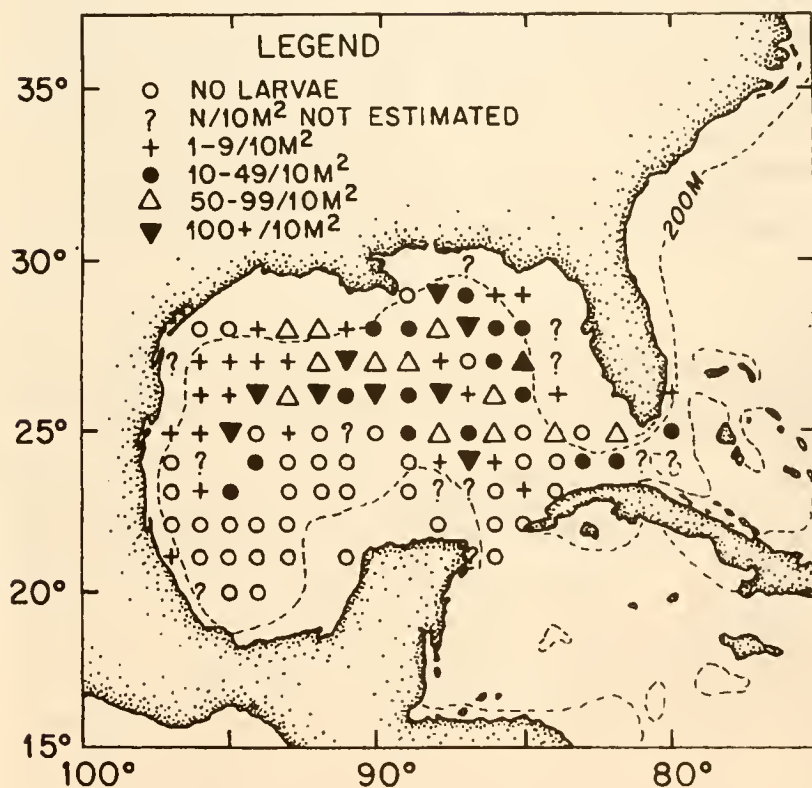 LEGEND
○ NO LARVAE
? N/10M² NOT ESTIMATED
+ 1-9/10M²
● 10-49/10M²
△ 50-99/10M²
▼ 100+/10M²
200M
35°
30°
25°
20°
15°
100°
90°
80°